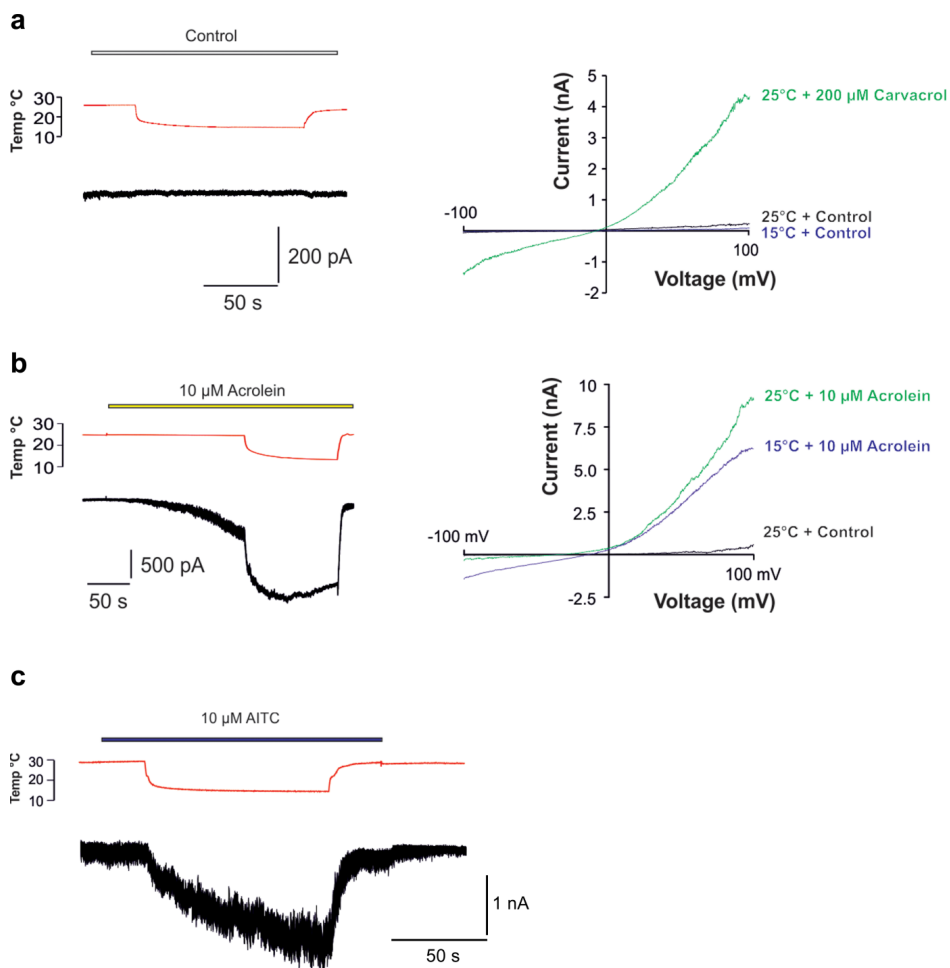 a
Control
Temp °C
30
20
10
200 pA
50 s
Current (nA)
5
4
3
2
1
-1
-2
-100
100
Voltage (mV)
25°C + 200 µM Carvacrol
25°C + Control
15°C + Control
b
10 µM Acrolein
Temp °C
30
20
10
500 pA
50 s
Current (nA)
10
7.5
5.0
2.5
-2.5
-100 mV
100 mV
Voltage (mV)
25°C + 10 µM Acrolein
15°C + 10 µM Acrolein
25°C + Control
c
10 µM AITC
Temp °C
30
20
10
1 nA
50 s